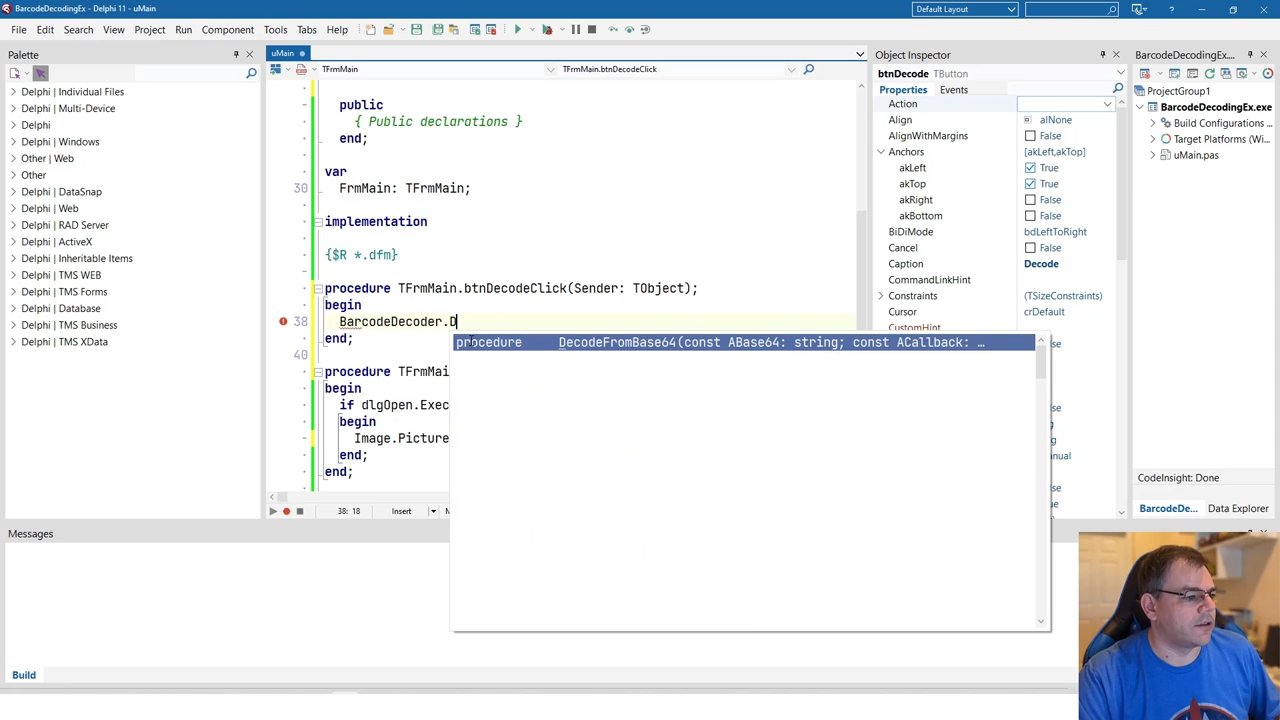 BarcodeDecodingEx - Delphi 11 - uMain
Default Layout
File Edit Search View Project Run Component Tools Tabs Help
Palette
Delphi | Individual Files
Delphi | Multi-Device
Delphi
Delphi | Windows
Other | Web
Other
Delphi | DataSnap
Delphi | Web
Delphi | RAD Server
Delphi | ActiveX
Delphi | Inheritable Items
Delphi | TMS WEB
Delphi | TMS Forms
Delphi | Database
Delphi | TMS Business
Delphi | TMS XData
uMain
TFrmMain
TFrmMain.btnDecodeClick
public
{ Public declarations }
end;
var
30 FrmMain: TFrmMain;
implementation
{$R *.dfm}
procedure TFrmMain.btnDecodeClick(Sender: TObject);
begin
38 BarcodeDecoder.D
end;
40
procedure DecodeFromBase64(const ABase64: string; const ACallback: …
procedure TFrmMai
begin
if dlgOpen.Exec
begin
Image.Picture
end;
end;
38: 18
Insert
Object Inspector
btnDecode TButton
Properties Events
Action
Align alNone
AlignWithMargins False
Anchors [akLeft,akTop]
akLeft True
akTop True
akRight False
akBottom False
BiDiMode bdLeftToRight
Cancel False
Caption Decode
CommandLinkHint
Constraints (TSizeConstraints)
Cursor crDefault
CustomHint
BarcodeDecodingEx....
ProjectGroup1
BarcodeDecodingEx.exe
Build Configurations ...
Target Platforms (Wi...
uMain.pas
CodeInsight: Done
BarcodeDe... Data Explorer
Messages
Build